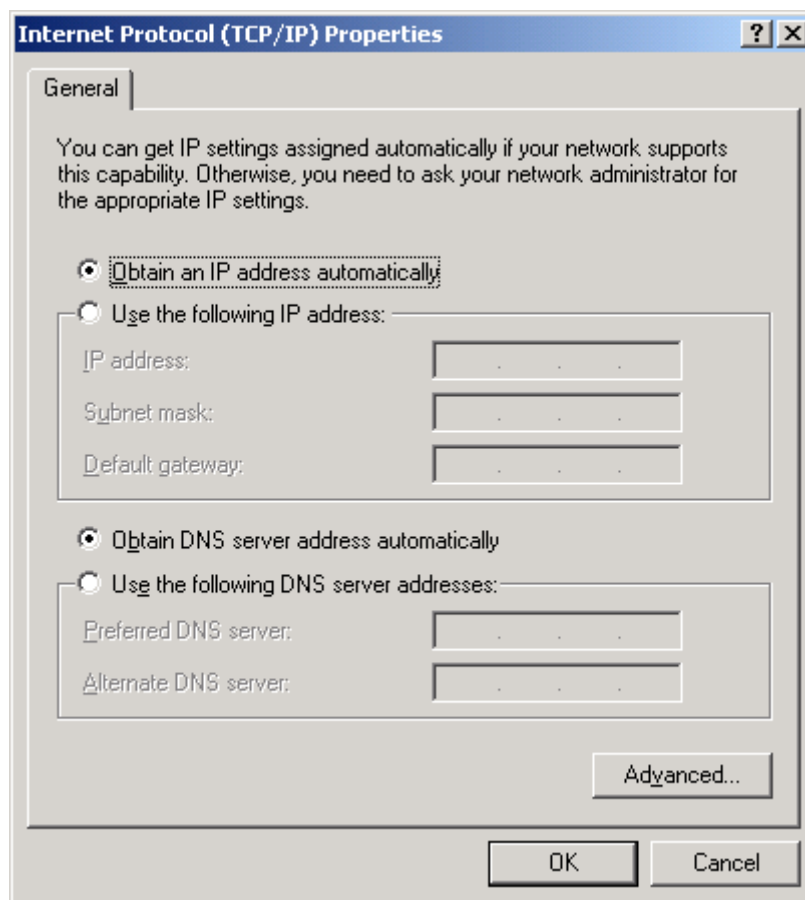 Internet Protocol (TCP/IP) Properties
General
You can get IP settings assigned automatically if your network supports
this capability. Otherwise, you need to ask your network administrator for
the appropriate IP settings.
Obtain an IP address automatically
Use the following IP address:
IP address:
Subnet mask:
Default gateway:
Obtain DNS server address automatically
Use the following DNS server addresses:
Preferred DNS server:
Alternate DNS server:
Advanced...
OK Cancel